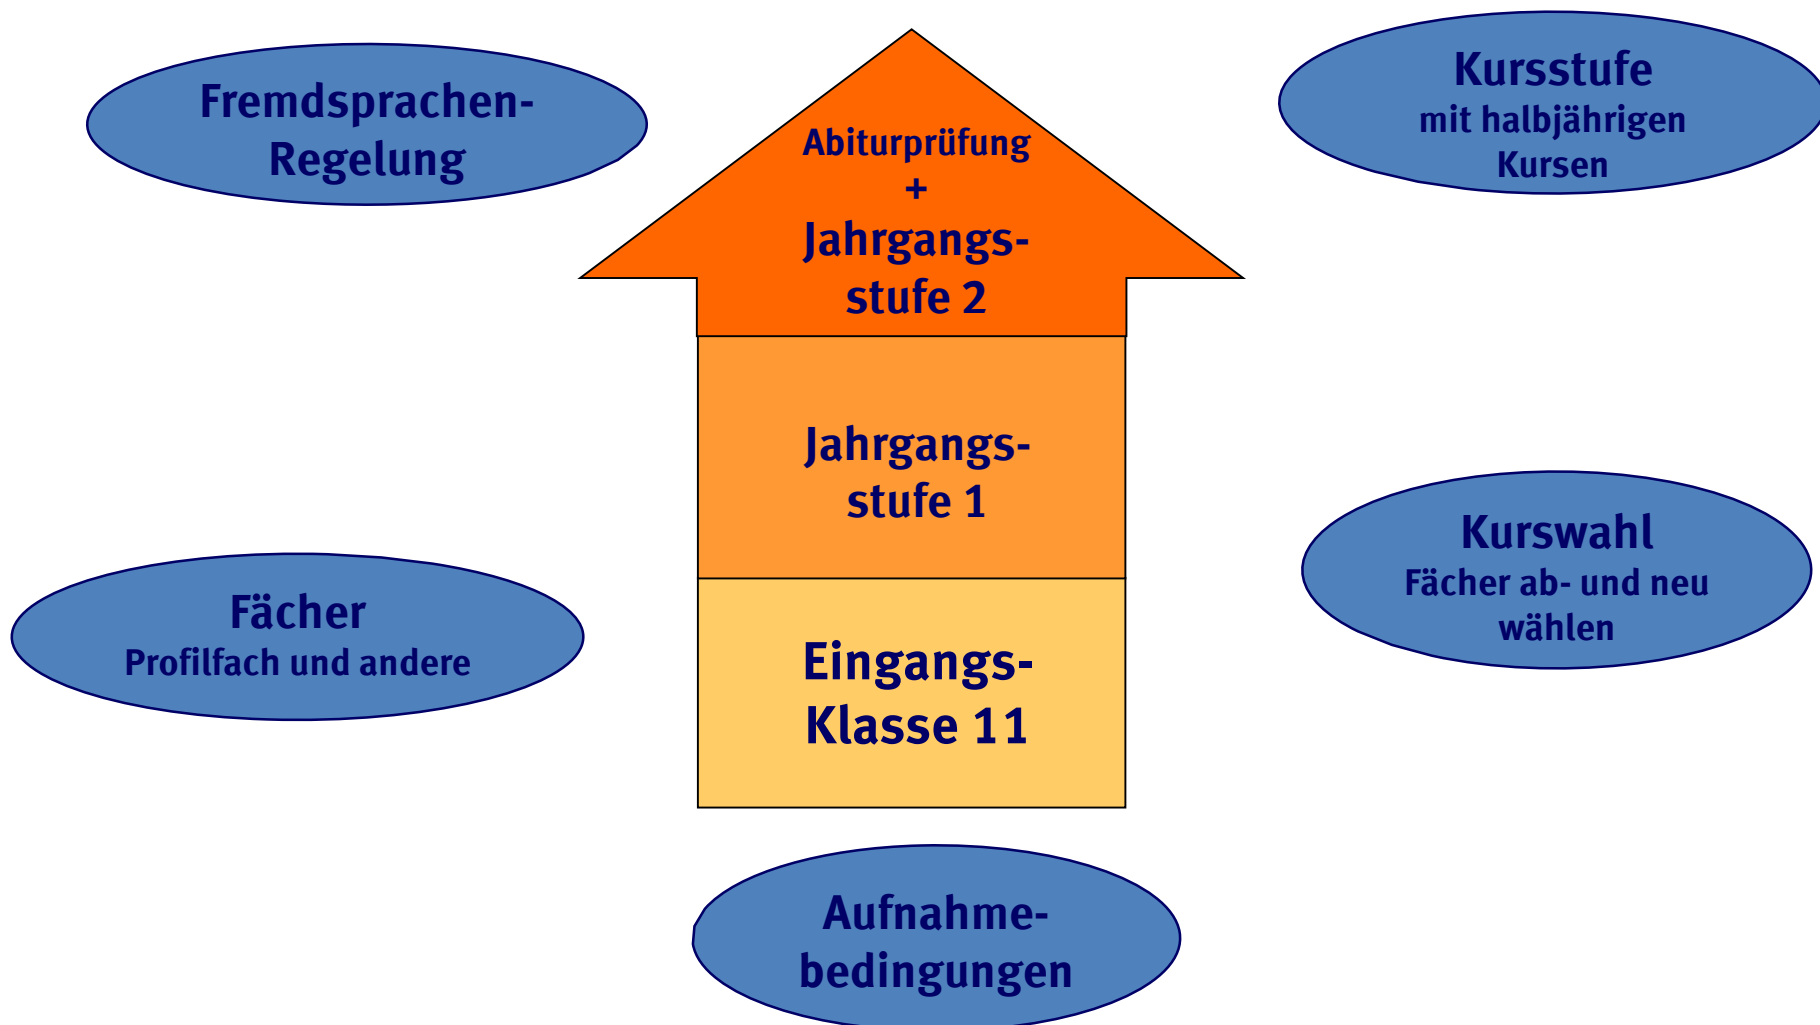 Fremdsprachen-
Regelung
Kursstufe
mit halbjährigen
Kursen
Abiturprüfung
+
Jahrgangs-
stufe 2
Jahrgangs-
stufe 1
Kurswahl
Fächer ab- und neu
wählen
Fächer
Profilfach und andere
Eingangs-
Klasse 11
Aufnahme-
bedingungen